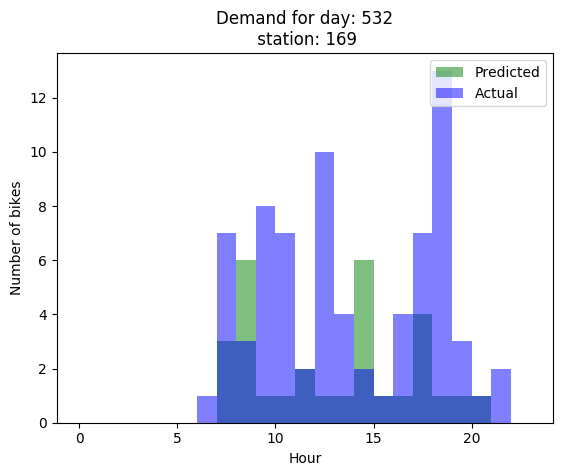 Demand for day: 532
station: 169
Predicted
Actual
Number of bikes
12
10
8
6
4
2
0
0
5
10
15
20
Hour